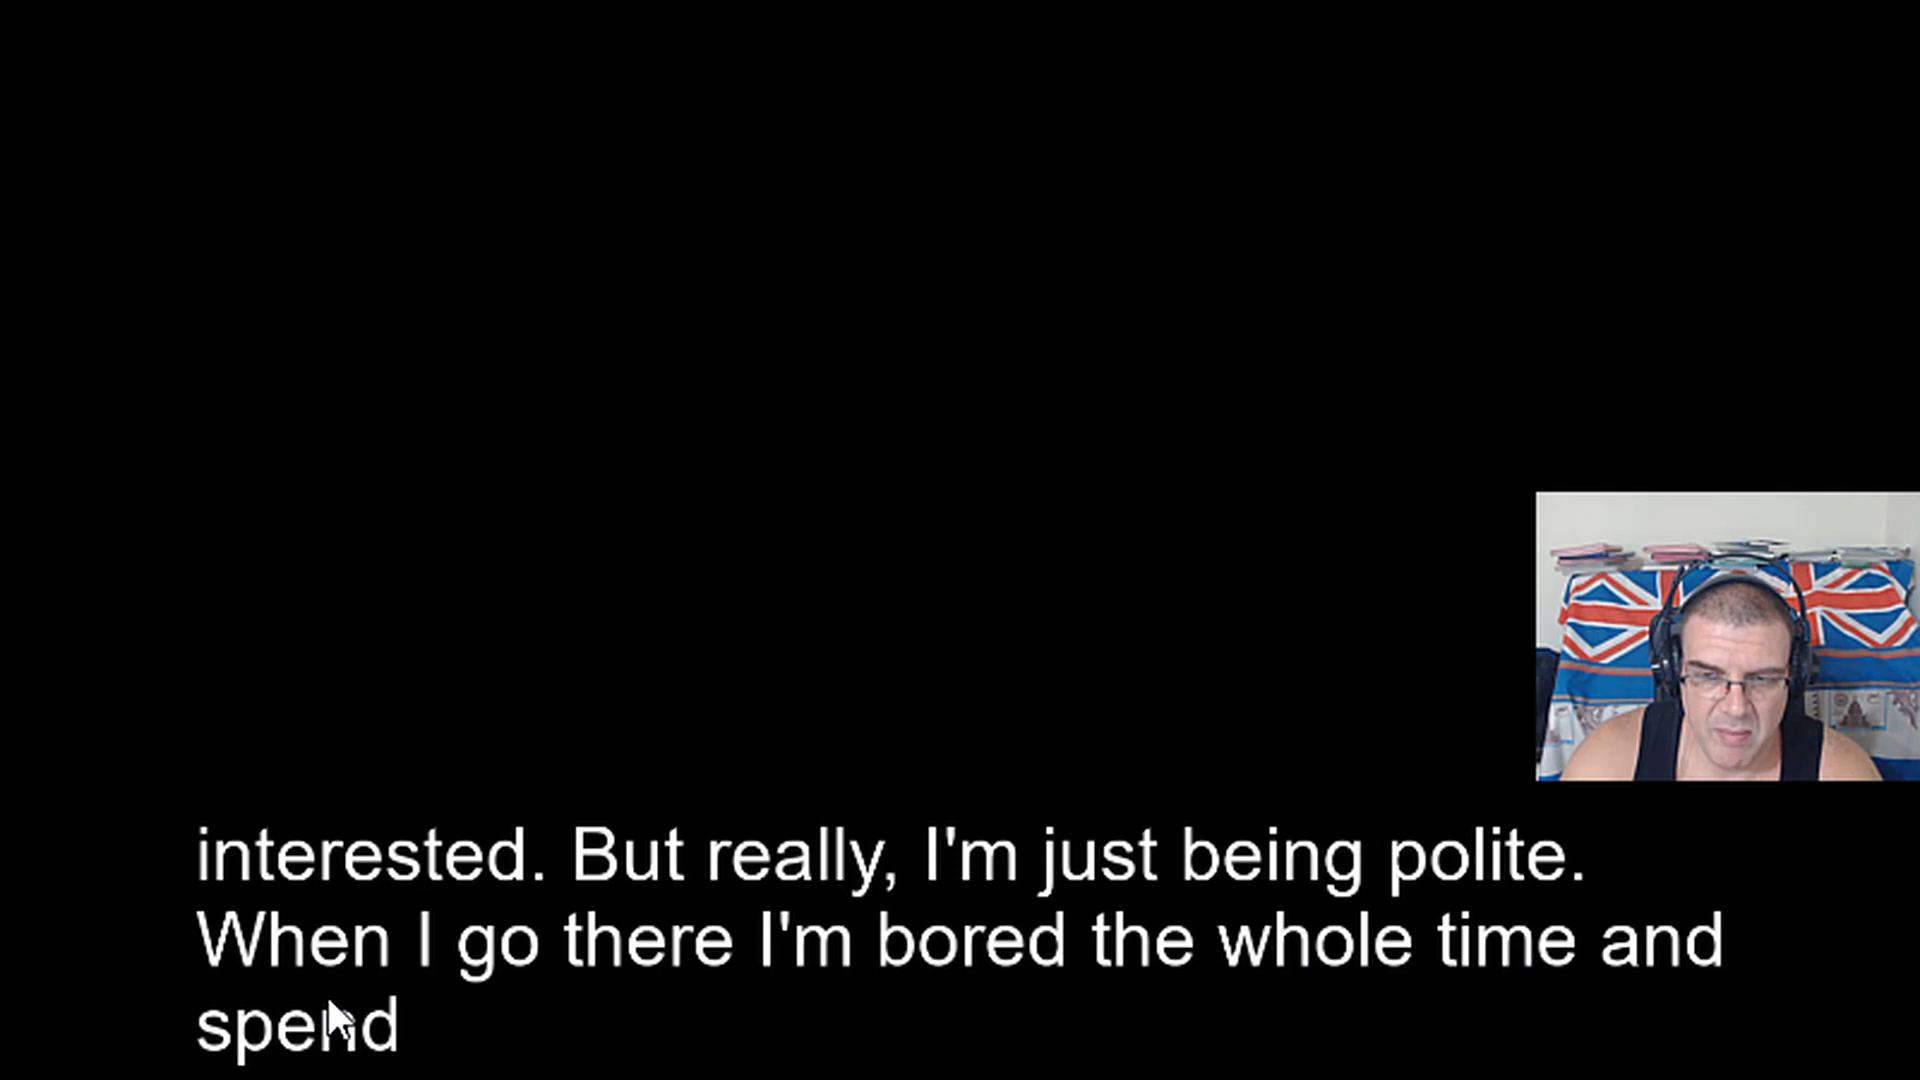 interested. But really, I'm just being polite.
When I go there I'm bored the whole time and
spend